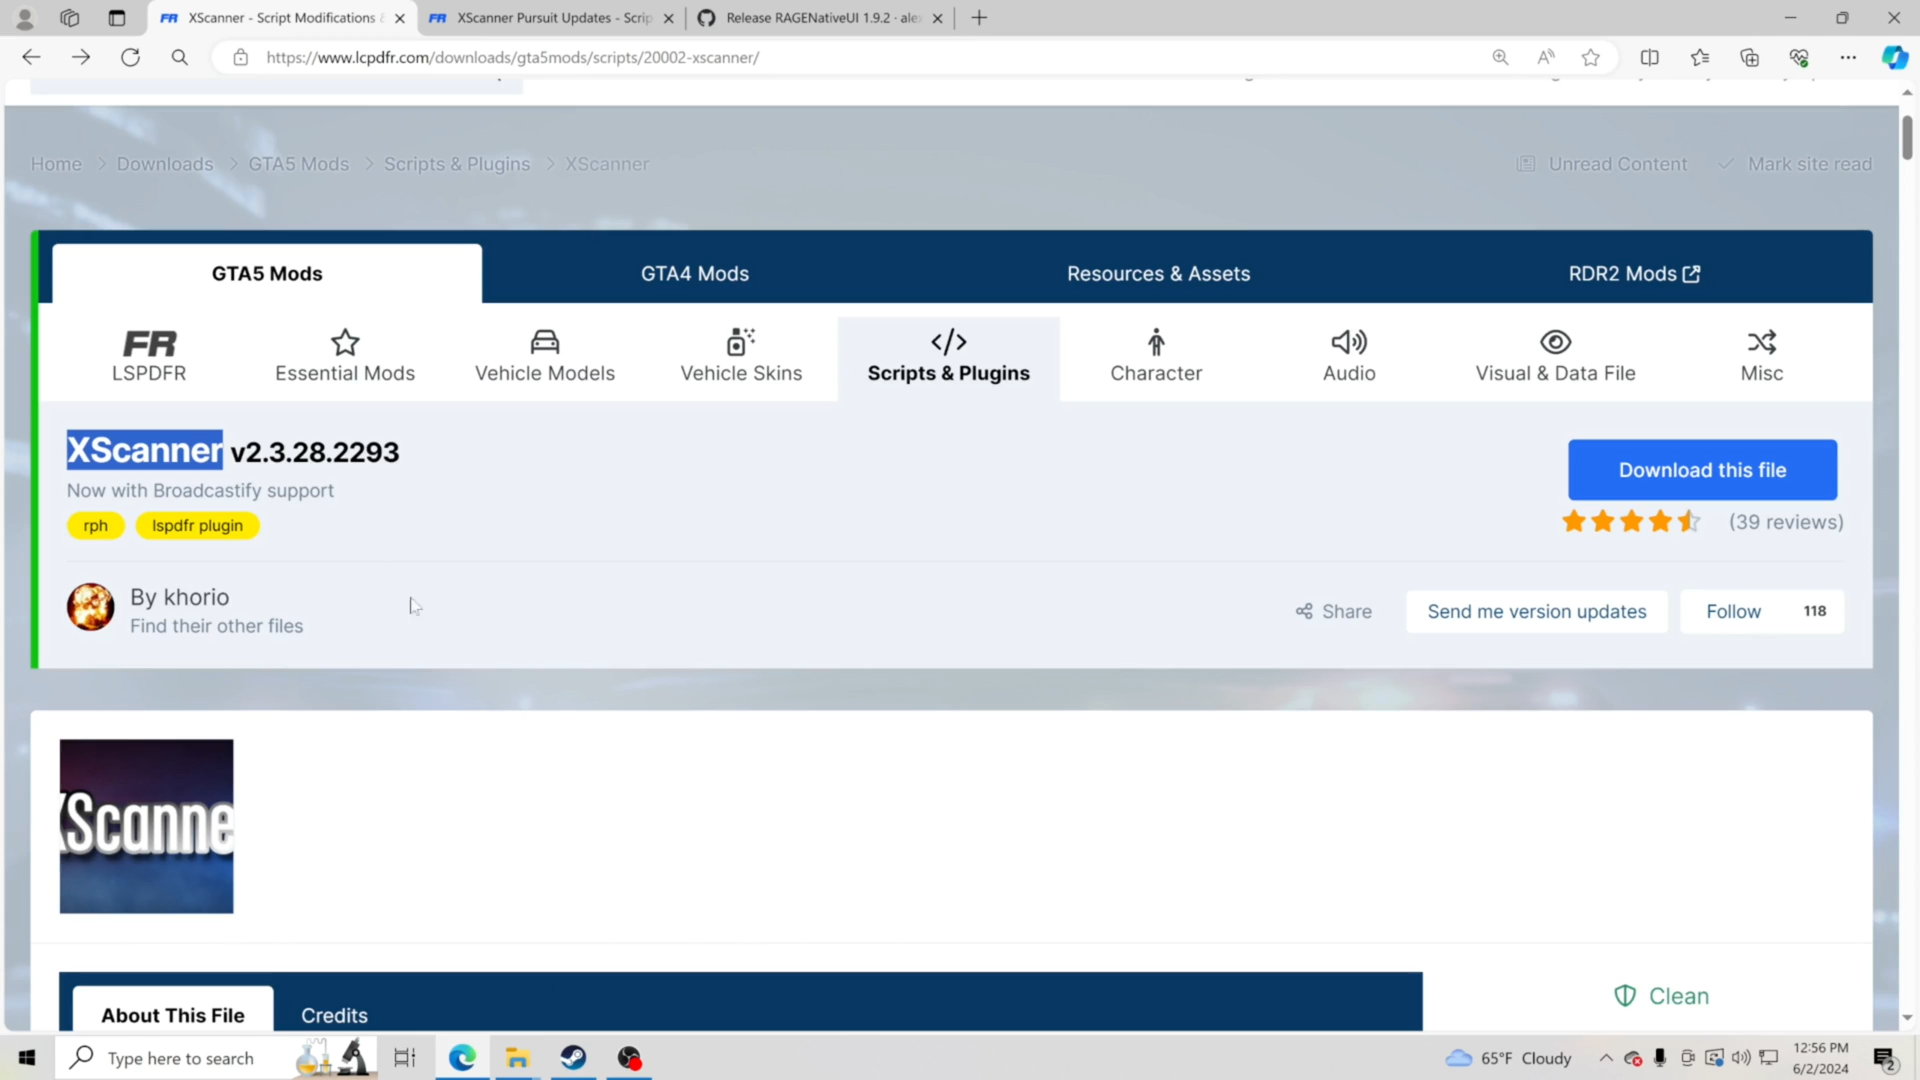 XScanner - Script Modifications &
XScanner Pursuit Updates - Scrip
Release RAGENativeUI 1.9.2 · ale
https://www.lcpdfr.com/downloads/gta5mods/scripts/20002-xscanner/
Home > Downloads > GTA5 Mods > Scripts & Plugins > XScanner
Unread Content
Mark site read
GTA5 Mods
GTA4 Mods
Resources & Assets
RDR2 Mods
FR
LSPDFR
Essential Mods
Vehicle Models
Vehicle Skins
</>
Scripts & Plugins
Character
Audio
Visual & Data File
Misc
XScanner v2.3.28.2293
Now with Broadcastify support
rph
lspdfr plugin
Download this file
(39 reviews)
By khorio
Find their other files
Share
Send me version updates
Follow 118
XScanne
About This File
Credits
Clean
Type here to search
65°F Cloudy
12:56 PM
6/2/2024
2